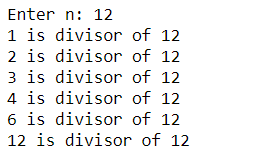 Enter n: 12
1 is divisor of 12
2 is divisor of 12
3 is divisor of 12
4 is divisor of 12
6 is divisor of 12
12 is divisor of 12